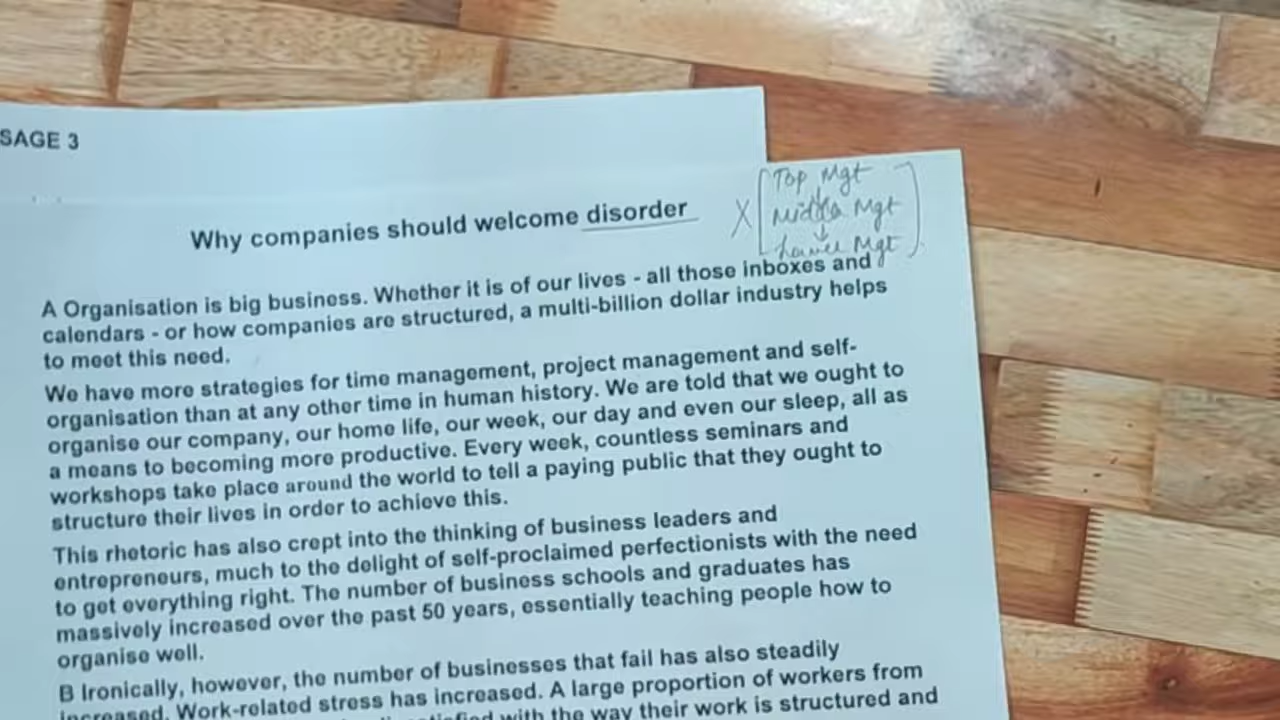 SAGE 3
Why companies should welcome disorder
X
Top Mgt
↓
Middle Mgt
↓
Lower Mgt
A Organisation is big business. Whether it is of our lives - all those inboxes and
calendars - or how companies are structured, a multi-billion dollar industry helps
to meet this need.
We have more strategies for time management, project management and self-
organisation than at any other time in human history. We are told that we ought to
organise our company, our home life, our week, our day and even our sleep, all as
a means to becoming more productive. Every week, countless seminars and
workshops take place around the world to tell a paying public that they ought to
structure their lives in order to achieve this.
This rhetoric has also crept into the thinking of business leaders and
entrepreneurs, much to the delight of self-proclaimed perfectionists with the need
to get everything right. The number of business schools and graduates has
massively increased over the past 50 years, essentially teaching people how to
organise well.
B Ironically, however, the number of businesses that fail has also steadily
increased. Work-related stress has increased. A large proportion of workers from
with the way their work is structured and